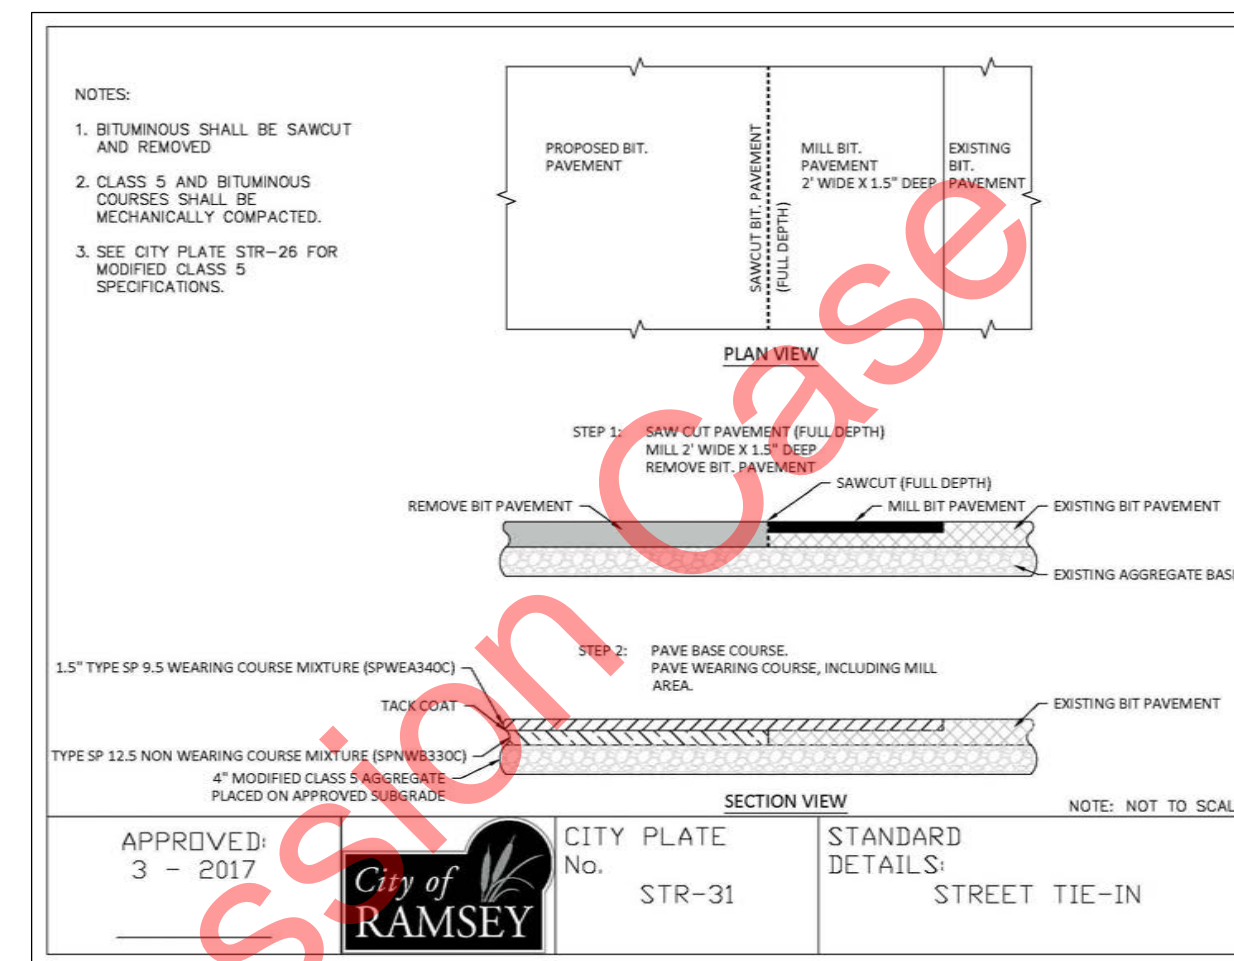 NOTES:
1. BITUMINOUS SHALL BE SAWCUT
AND REMOVED
2. CLASS 5 AND BITUMINOUS
COURSES SHALL BE
MECHANICALLY COMPACTED.
3. SEE CITY PLATE STR-26 FOR
MODIFIED CLASS 5
SPECIFICATIONS.
PROPOSED BIT.
PAVEMENT
SAWCUT BIT. PAVEMENT
(FULL DEPTH)
MILL BIT.
PAVEMENT
2' WIDE X 1.5" DEEP
EXISTING
BIT.
PAVEMENT
PLAN VIEW
STEP 1: SAW CUT PAVEMENT (FULL DEPTH)
MILL 2' WIDE X 1.5" DEEP
REMOVE BIT. PAVEMENT
SAWCUT (FULL DEPTH)
REMOVE BIT PAVEMENT
MILL BIT PAVEMENT
EXISTING BIT PAVEMENT
EXISTING AGGREGATE BAS
STEP 2: PAVE BASE COURSE.
PAVE WEARING COURSE, INCLUDING MILL
AREA.
1.5" TYPE SP 9.5 WEARING COURSE MIXTURE (SPWEA340C)
TACK COAT
EXISTING BIT PAVEMENT
TYPE SP 12.5 NON WEARING COURSE MIXTURE (SPNWB330C)
4" MODIFIED CLASS 5 AGGREGATE
PLACED ON APPROVED SUBGRADE
SECTION VIEW
NOTE: NOT TO SCAL
APPROVED:
3 - 2017
City of
RAMSEY
CITY PLATE
No.
STR-31
STANDARD
DETAILS:
STREET TIE-IN
ssion Case